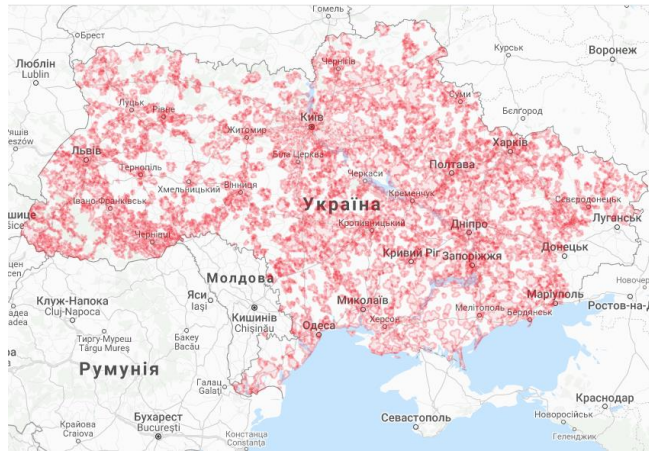 Гомель
Брест
Курськ
Воронеж
Люблін
Lublin
Чернігів
Суми
Луцьк
Рівне
Київ
Бєлгород
Житомир
Харків
Львів
Полтава
Тернопіль
Біла Церква
Хмельницький
Вінниця
Черкаси
Сєвєродонецьк
Івано-Франківськ
Кременчук
Україна
Луганськ
Кропивницький
Дніпро
Чернівці
Донецьк
Кривий Ріг
Запоріжжя
Молдова
Клуж-Напока
Cluj-Napoca
Яси
Iași
Миколаїв
Маріуполь
Кишинів
Chișinău
Херсон
Мелітополь
Бердянськ
Ростов-на-Д
Тиргу-Муреш
Târgu Mureș
Бакеу
Bacău
Одеса
Румунія
Галац
Galați
Краснодар
Бухарест
București
Севастополь
Новоросійськ
Крайова
Craiova
Констанца
Constanța
Геленджик